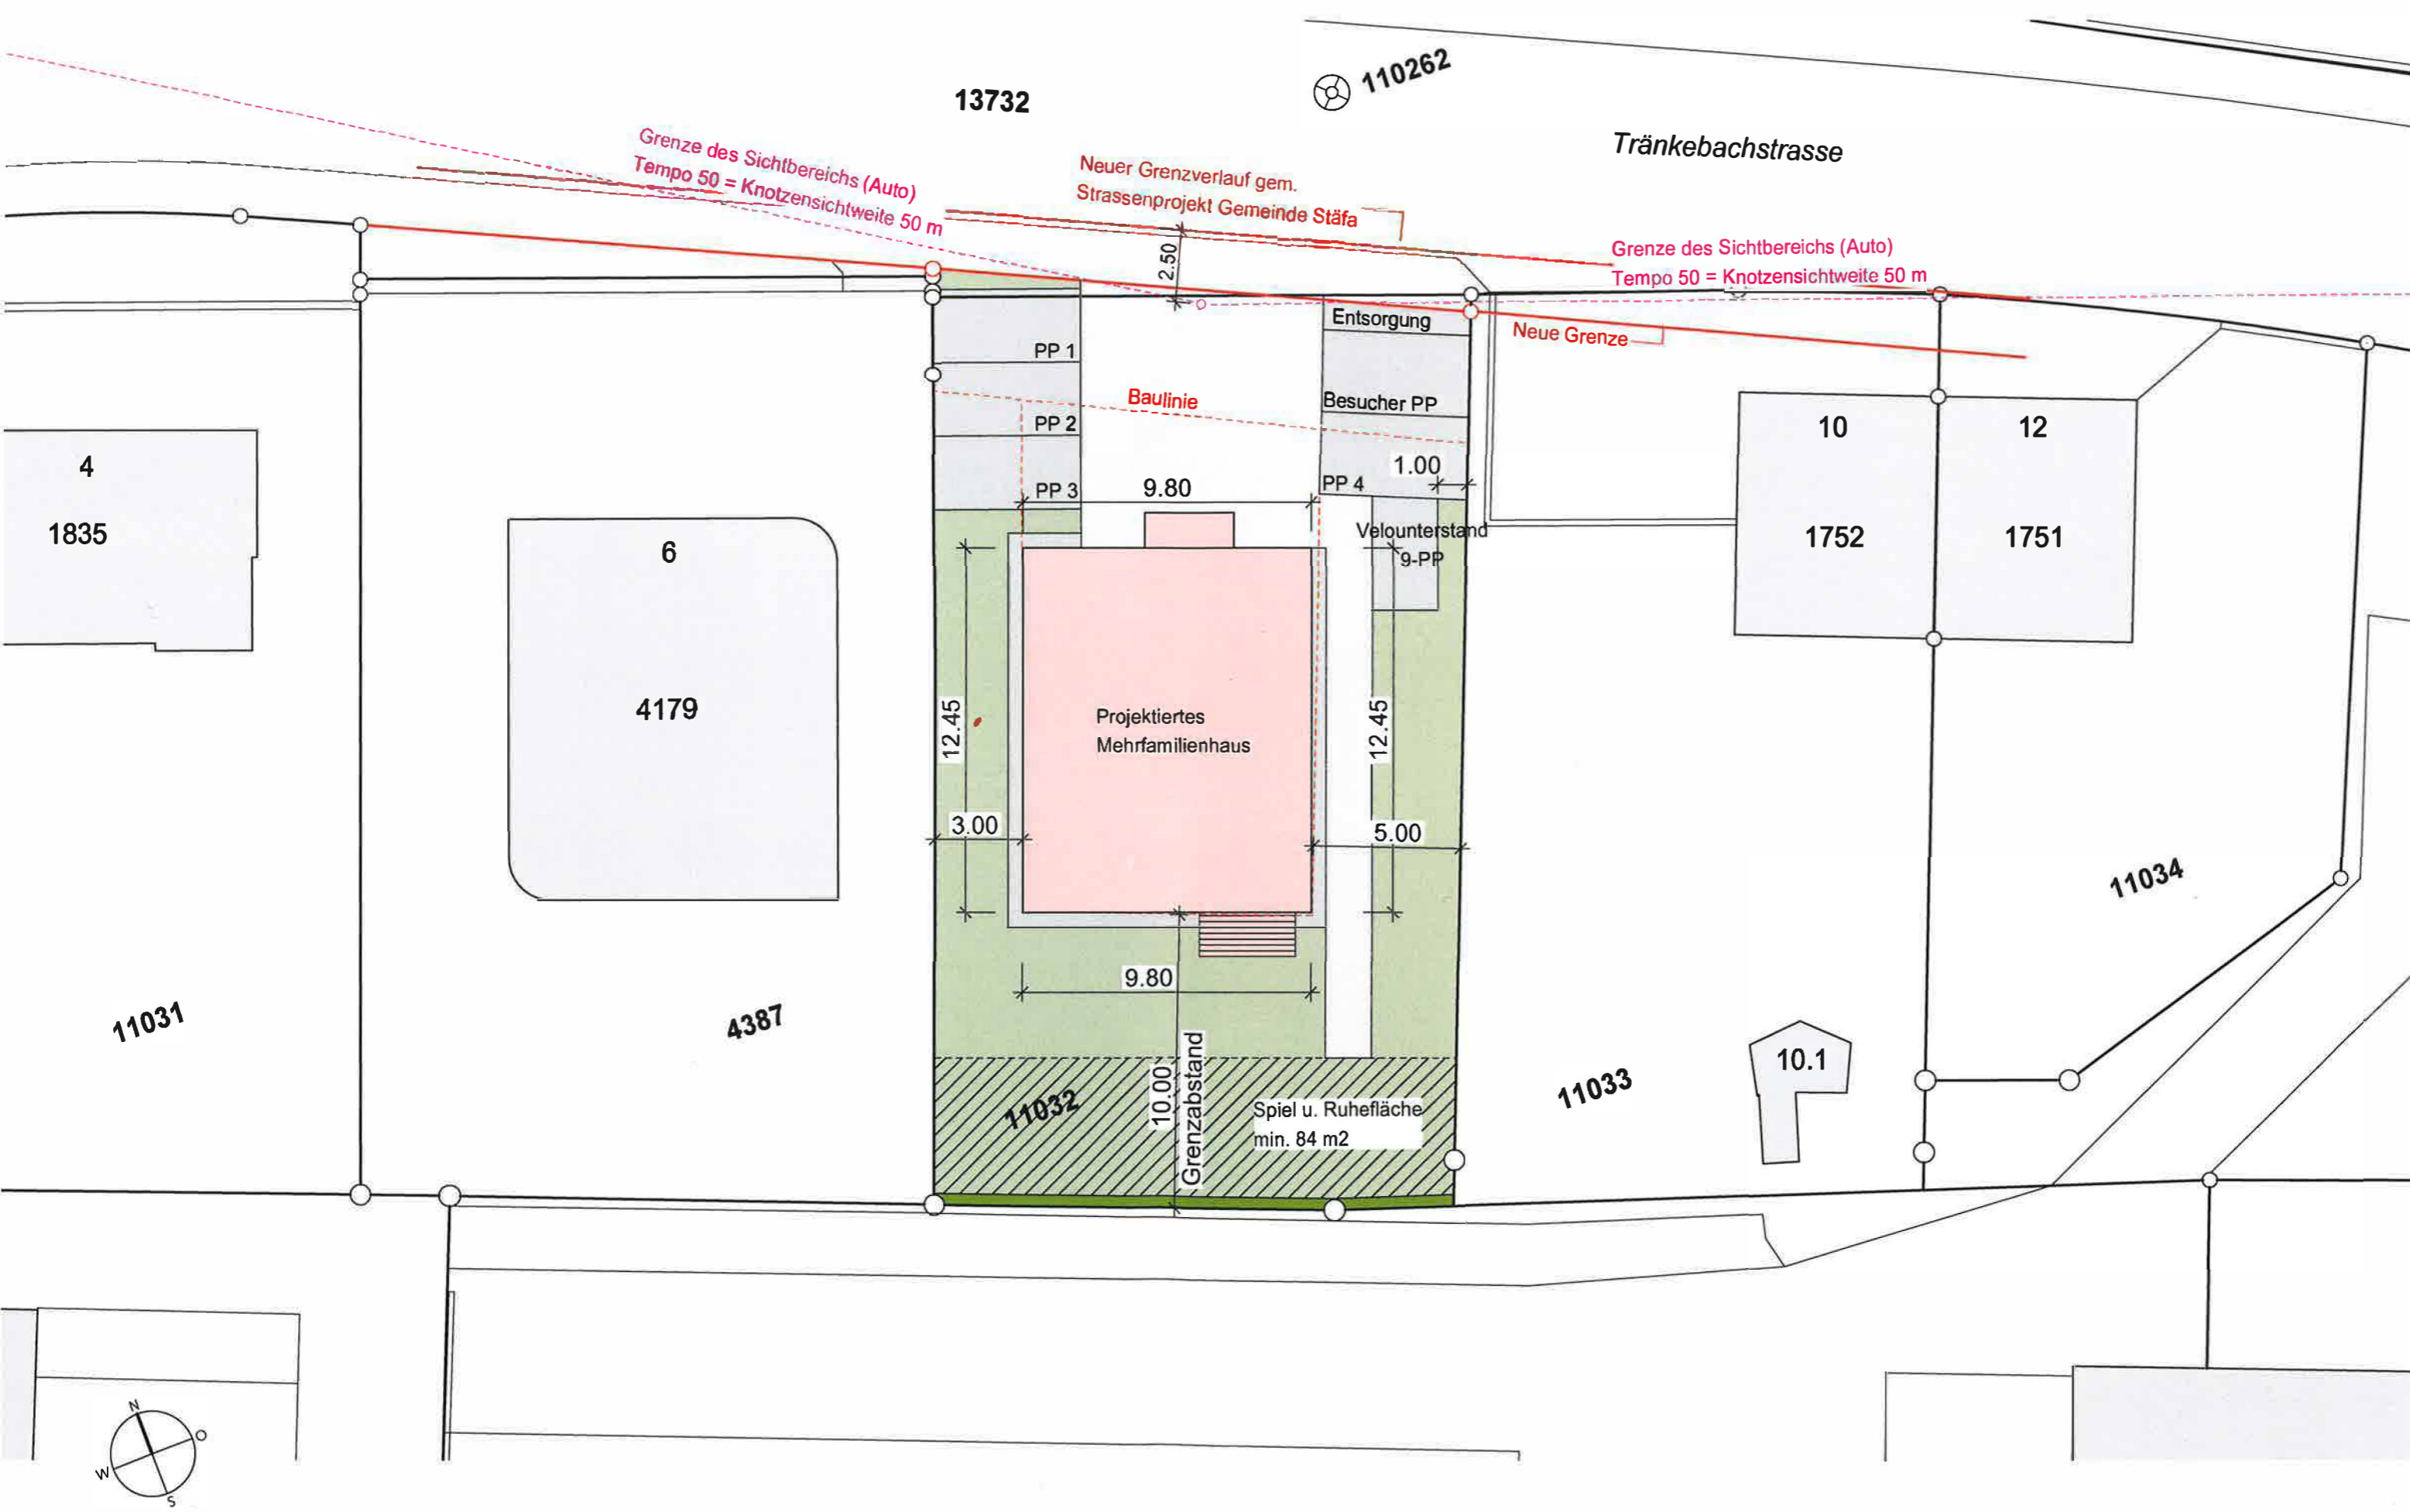 110262
13732
Tränkebachstrasse
Grenze des Sichtbereichs (Auto)
Tempo 50 = Knotzensichtweite 50 m
Neuer Grenzverlauf gem.
Strassenprojekt Gemeinde Stäfa
2.50
Grenze des Sichtbereichs (Auto)
Tempo 50 = Knotzensichtweite 50 m
Entsorgung
Neue Grenze
PP 1
Baulinie
Besucher PP
PP 2
10
12
4
1.00
PP 3
9.80
PP 4
1835
6
Velounterstand
9-PP
1752
1751
4179
12.45
Projektiertes
Mehrfamilienhaus
12.45
3.00
5.00
11034
9.80
11031
4387
10.00
Grenzabstand
11032
Spiel u. Ruhefläche
min. 84 m2
11033
10.1
N
O
W
S